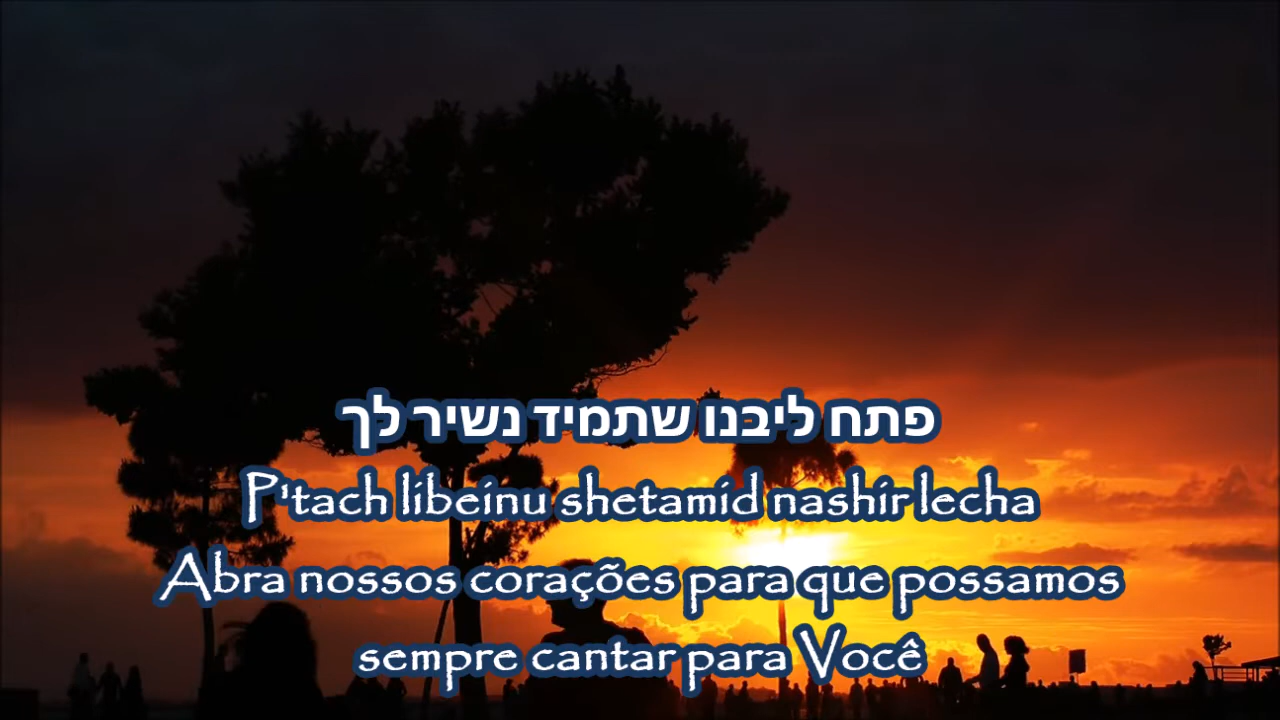 פתח ליבנו שתמיד נשיר לך
P'tach libeinu shetamid nashir lecha
Abra nossos corações para que possamos
sempre cantar para Você